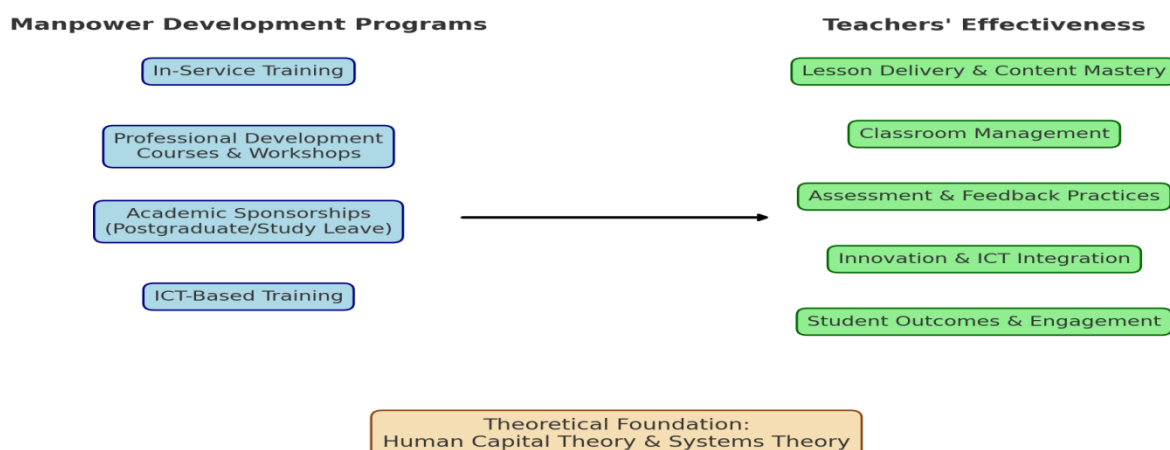 Manpower Development Programs
In-Service Training
Professional Development
Courses & Workshops
Academic Sponsorships
(Postgraduate/Study Leave)
ICT-Based Training
Teachers' Effectiveness
Lesson Delivery & Content Mastery
Classroom Management
Assessment & Feedback Practices
Innovation & ICT Integration
Student Outcomes & Engagement
Theoretical Foundation:
Human Capital Theory & Systems Theory